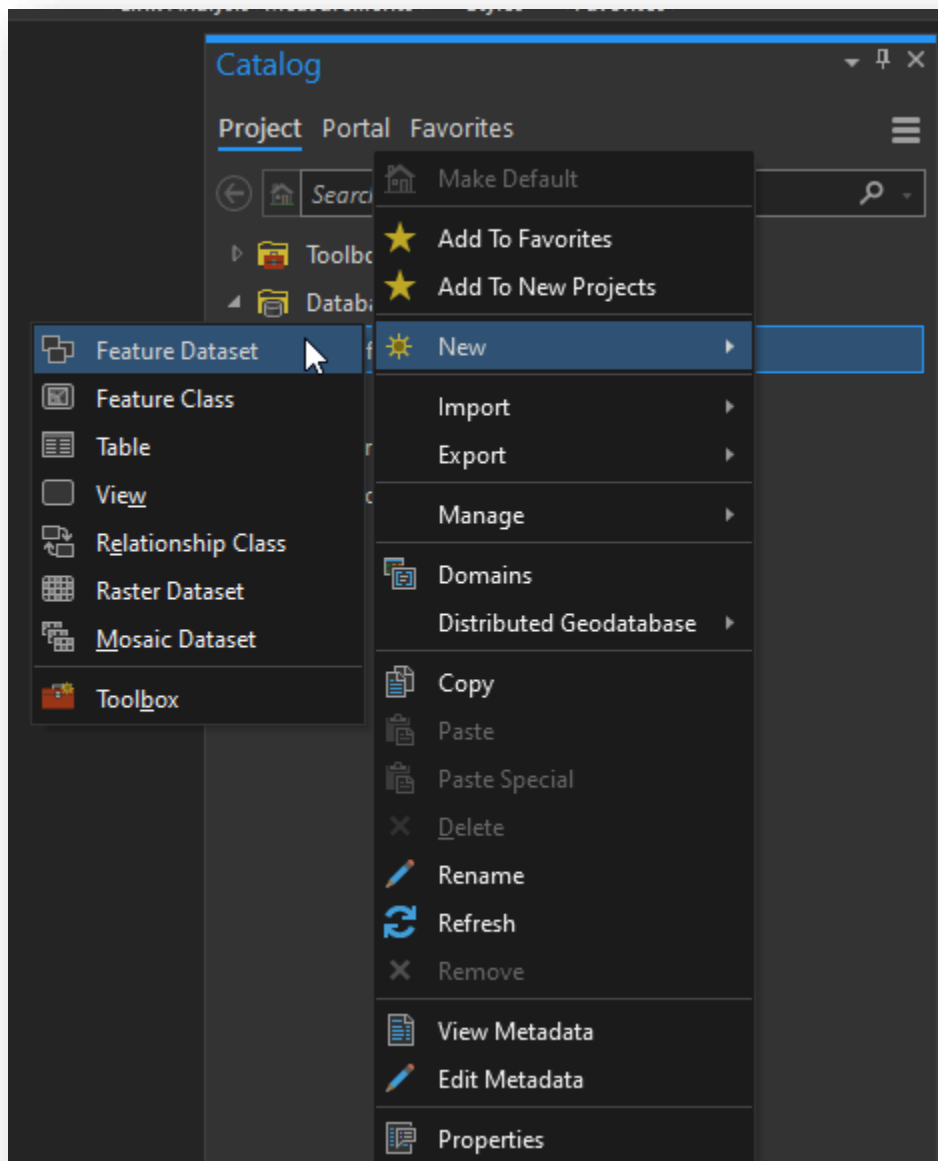 Catalog
Project Portal Favorites
Make Default
Add To Favorites
Toolb
Add To New Projects
Datab
Feature Dataset
New
Feature Class
Import
Table
Export
View
Manage
Relationship Class
Domains
Raster Dataset
Distributed Geodatabase
Mosaic Dataset
Copy
Toolbox
Paste
Paste Special
Delete
Rename
Refresh
Remove
View Metadata
Edit Metadata
Properties